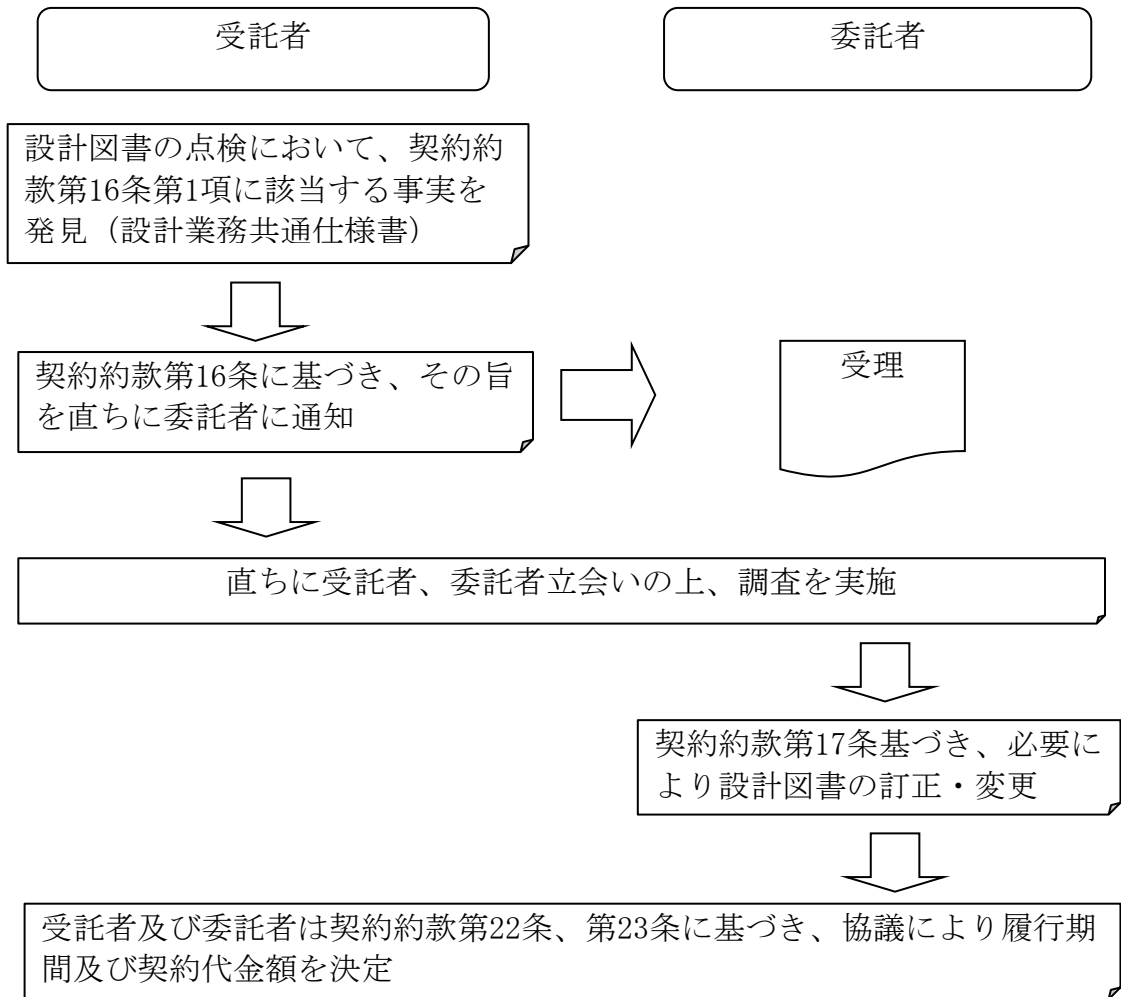 受託者
委託者
設計図書の点検において、契約約
款第16条第1項に該当する事実を
発見（設計業務共通仕様書）
契約約款第16条に基づき、その旨
を直ちに委託者に通知
受理
直ちに受託者、委託者立会いの上、調査を実施
契約約款第17条基づき、必要に
より設計図書の訂正・変更
受託者及び委託者は契約約款第22条、第23条に基づき、協議により履行期
間及び契約代金額を決定